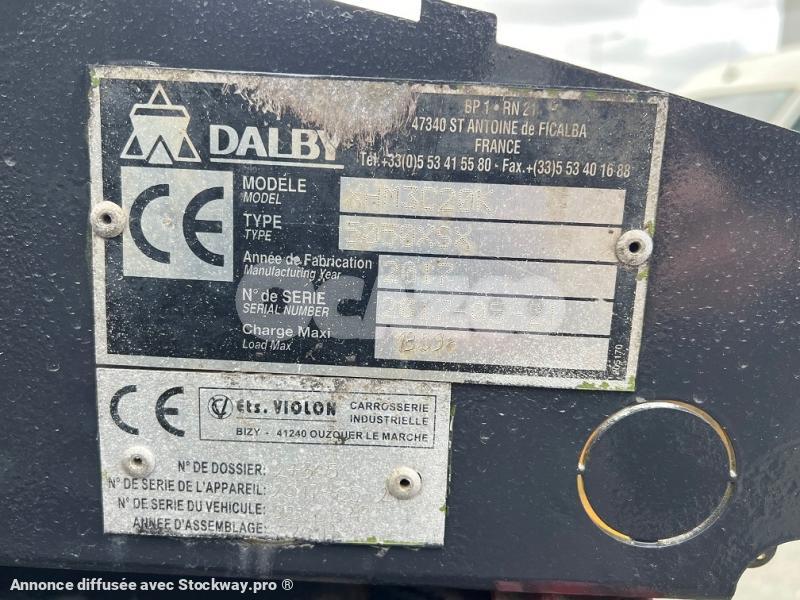 BP 1 • RN 21
47340 ST ANTOINE de FICALBA
FRANCE
Tél.+33(0)5 53 41 55 80 - Fax.+(33)5 53 40 16 88
DALBY
CE
MODÉLE
MODEL
TYPE
TYPE
5050XSX
Année de Fabrication
Manufacturing Year
2017
N° de SERIE
SERIAL NUMBER
Charge Maxi
Load Max
CE
Ets. VIOLON
CARROSSERIE
INDUSTRIELLE
BIZY - 41240 OUZOUER LE MARCHE
N° DE DOSSIER:
N° DE SERIE DE L'APPAREIL:
N° DE SERIE DU VEHICULE:
ANNEE D'ASSEMBLAGE:
Annonce diffusée avec Stockway.pro ®